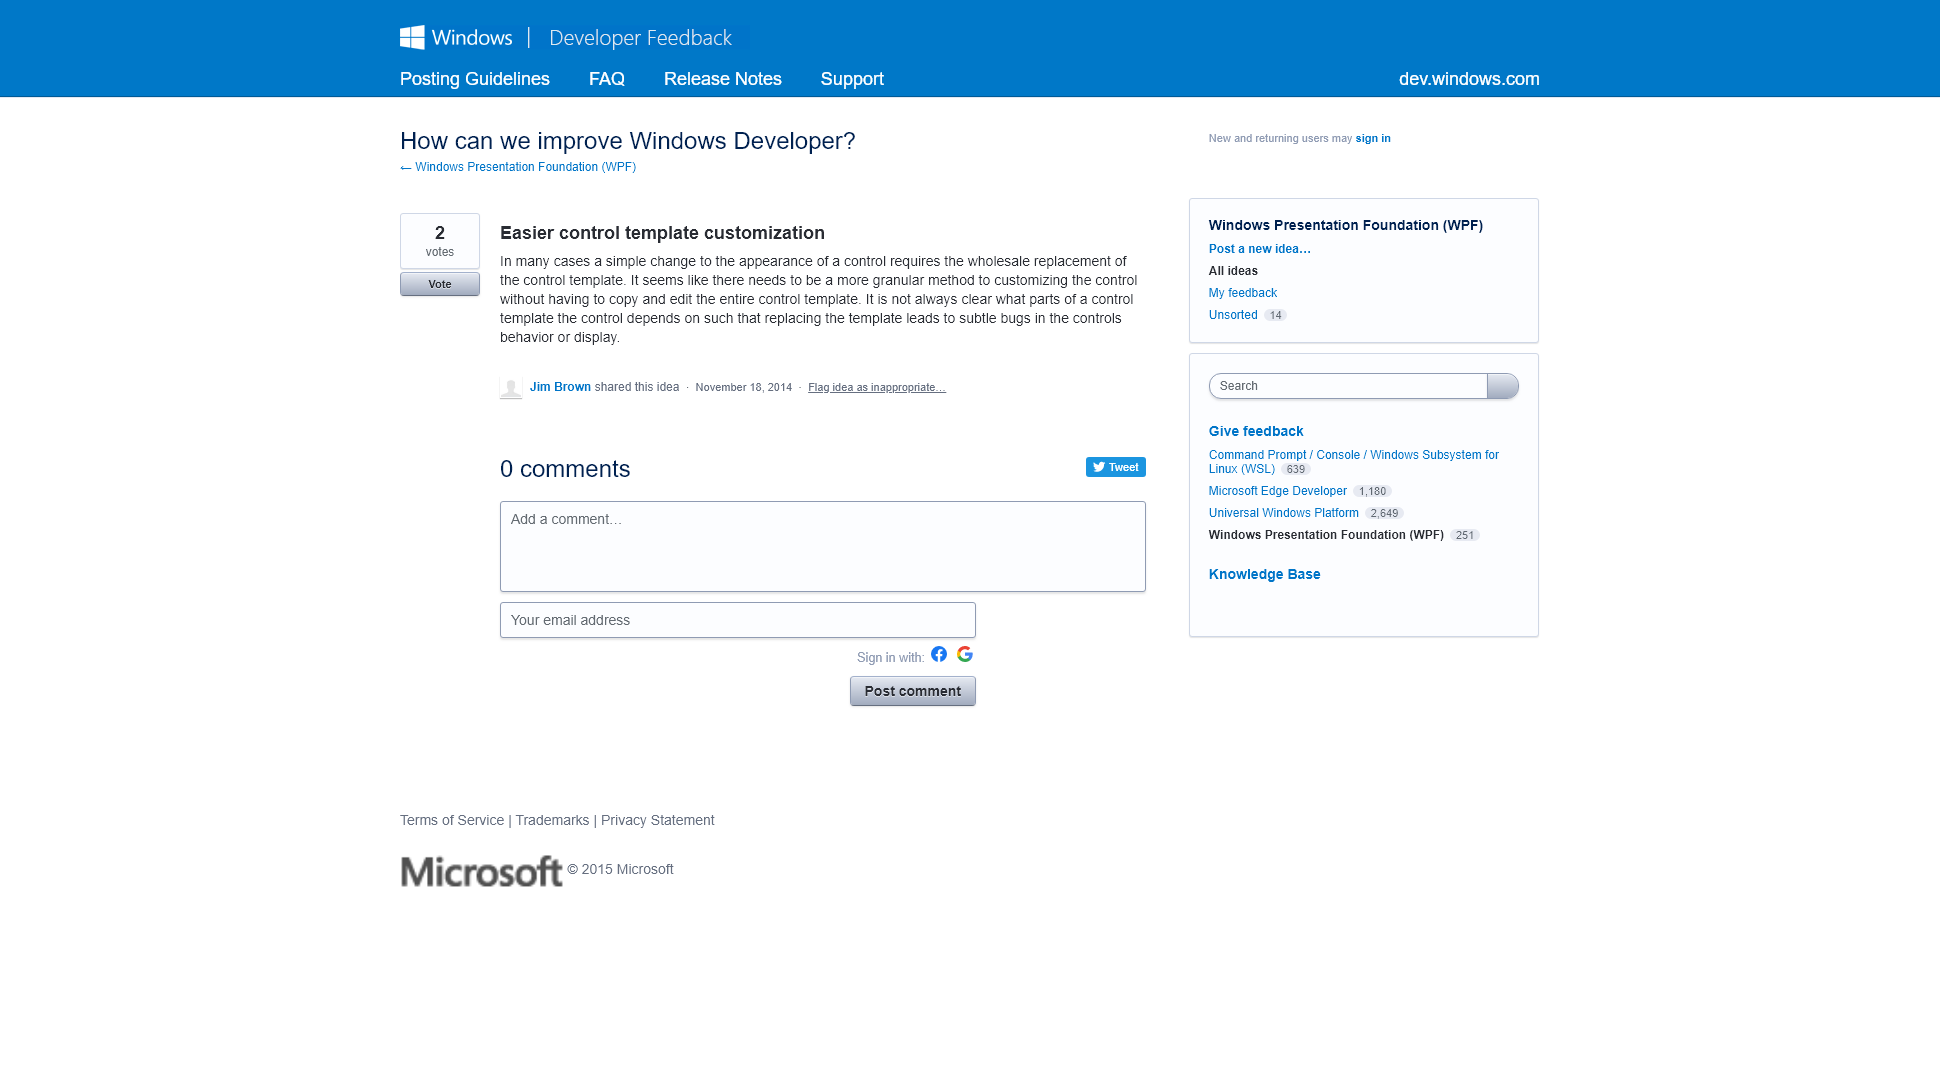 Windows | Developer Feedback
Posting Guidelines FAQ Release Notes Support dev.windows.com
How can we improve Windows Developer?
← Windows Presentation Foundation (WPF)
New and returning users may sign in
2
votes
Vote
Easier control template customization
In many cases a simple change to the appearance of a control requires the wholesale replacement of
the control template. It seems like there needs to be a more granular method to customizing the control
without having to copy and edit the entire control template. It is not always clear what parts of a control
template the control depends on such that replacing the template leads to subtle bugs in the controls
behavior or display.
Jim Brown shared this idea · November 18, 2014 · Flag idea as inappropriate…
0 comments
Tweet
Add a comment…
Your email address
Sign in with:
Post comment
Windows Presentation Foundation (WPF)
Post a new idea…
All ideas
My feedback
Unsorted 14
Search
Give feedback
Command Prompt / Console / Windows Subsystem for
Linux (WSL) 639
Microsoft Edge Developer 1,180
Universal Windows Platform 2,649
Windows Presentation Foundation (WPF) 251
Knowledge Base
Terms of Service | Trademarks | Privacy Statement
Microsoft © 2015 Microsoft